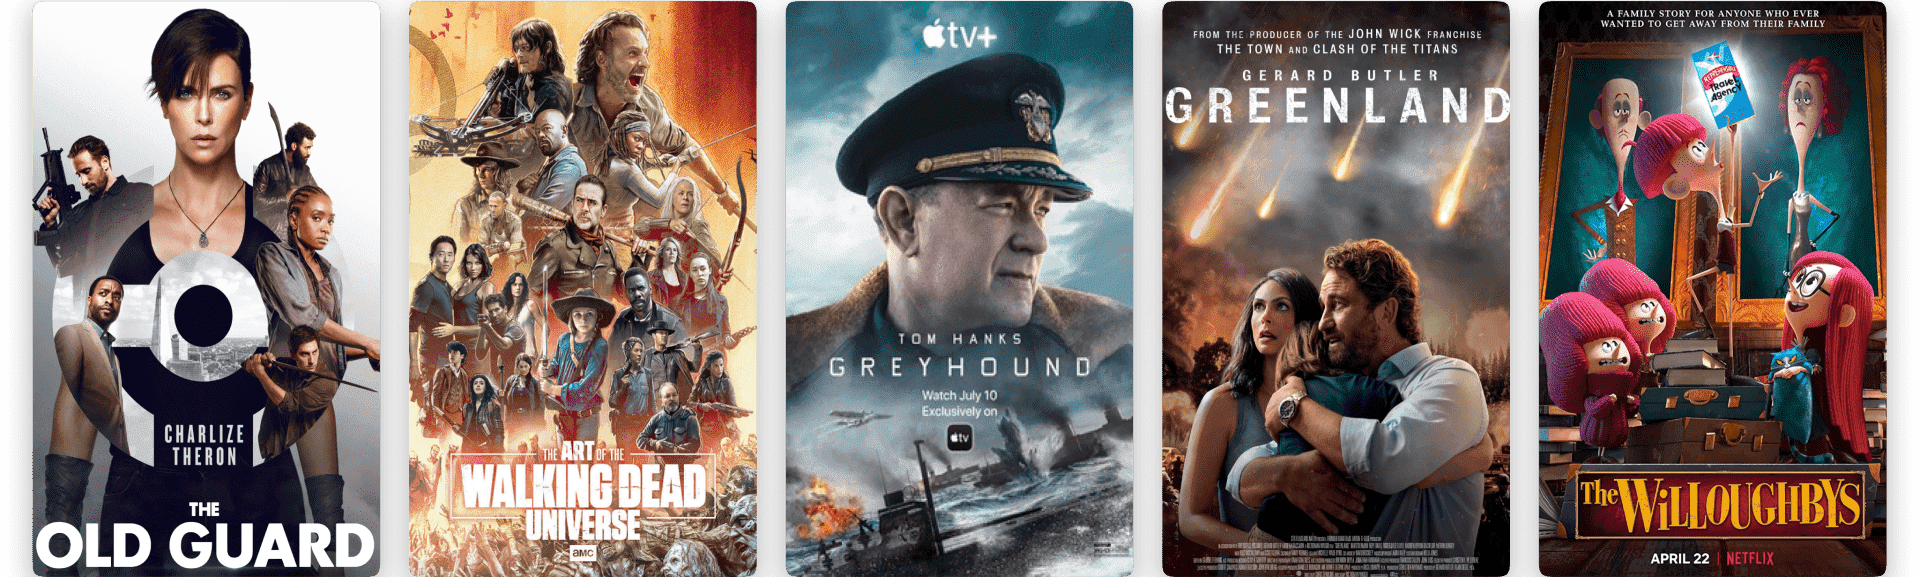 CHARLIZE
THERON
THE
OLD GUARD
THE ART OF THE
WALKING DEAD
UNIVERSE
amc
tv+
TOM HANKS
GREYHOUND
Watch July 10
Exclusively on
tv
FROM THE PRODUCER OF THE JOHN WICK FRANCHISE
THE TOWN AND CLASH OF THE TITANS
GERARD BUTLER
GREENLAND
A FAMILY STORY FOR ANYONE WHO EVER
WANTED TO GET AWAY FROM THEIR FAMILY
REPREHENSIBLE
Travel
Agency
The WiLLOUGHBYS
APRIL 22 | NETFLIX